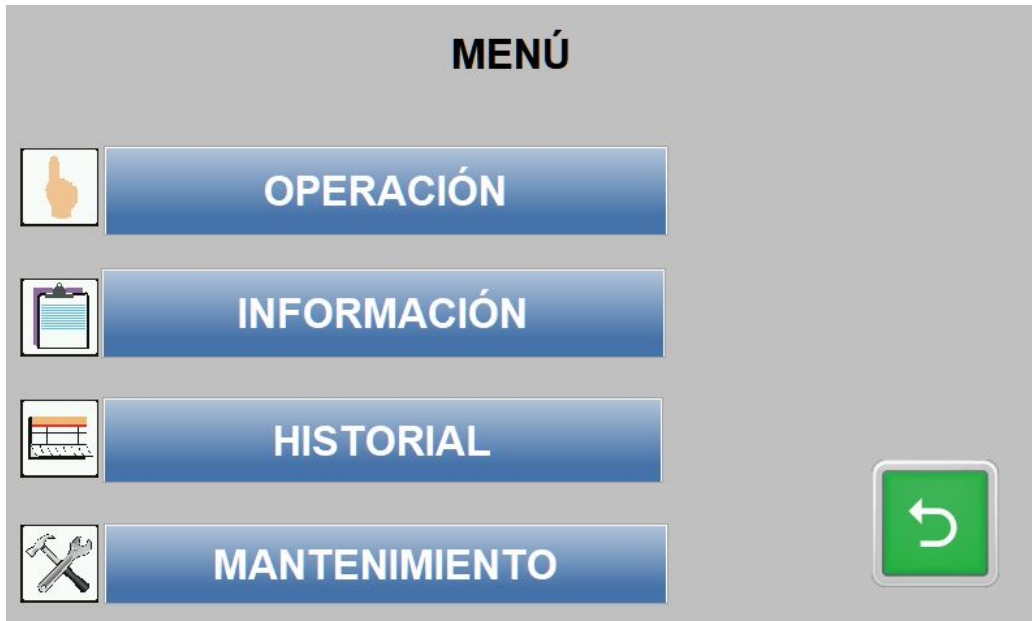 MENÚ
OPERACIÓN
INFORMACIÓN
HISTORIAL
MANTENIMIENTO